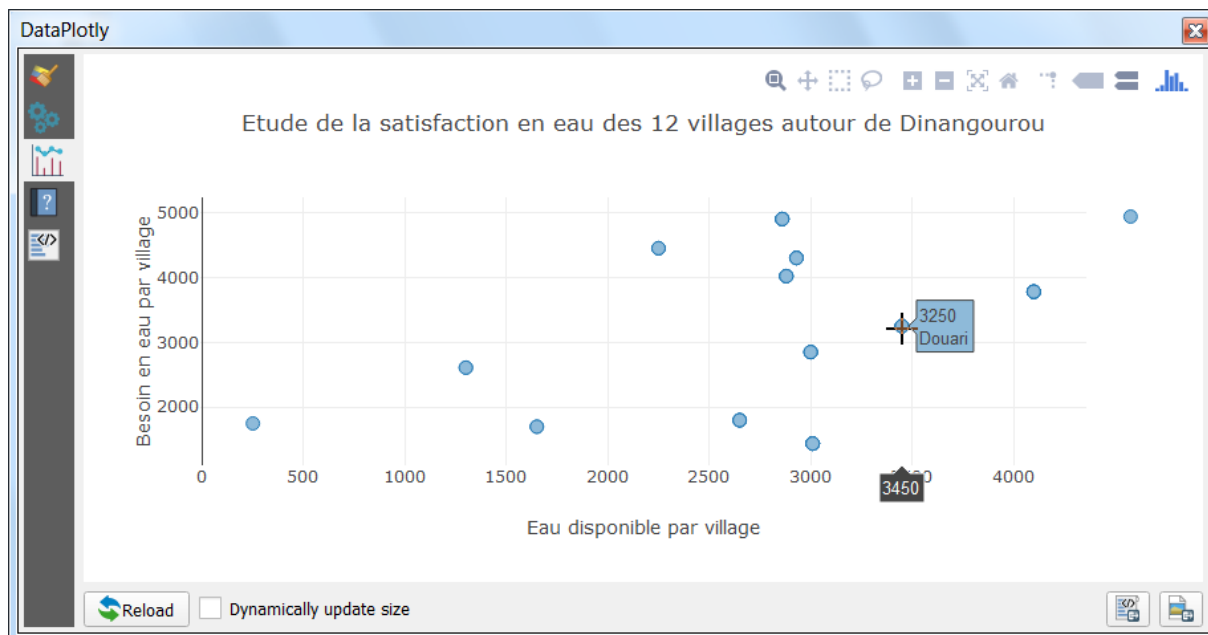 DataPlotly
Etude de la satisfaction en eau des 12 villages autour de Dinangourou
Besoin en eau par village
5000
4000
3000
2000
3250
Douari
0 500 1000 1500 2000 2500 3000 4000
3450
Eau disponible par village
Reload
Dynamically update size